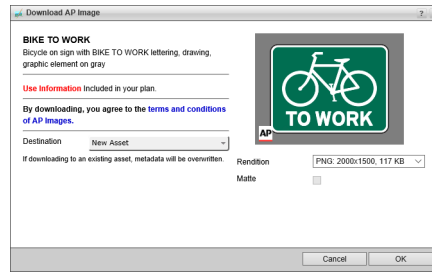 Download AP Image
?
BIKE TO WORK
Bicycle on sign with BIKE TO WORK lettering, drawing,
graphic element on gray
Use Information Included in your plan.
By downloading, you agree to the terms and conditions
of AP Images.
Destination
New Asset
If downloading to an existing asset, metadata will be overwritten.
TO WORK
AP
Rendition
PNG: 2000x1500, 117 KB
Matte
Cancel
OK